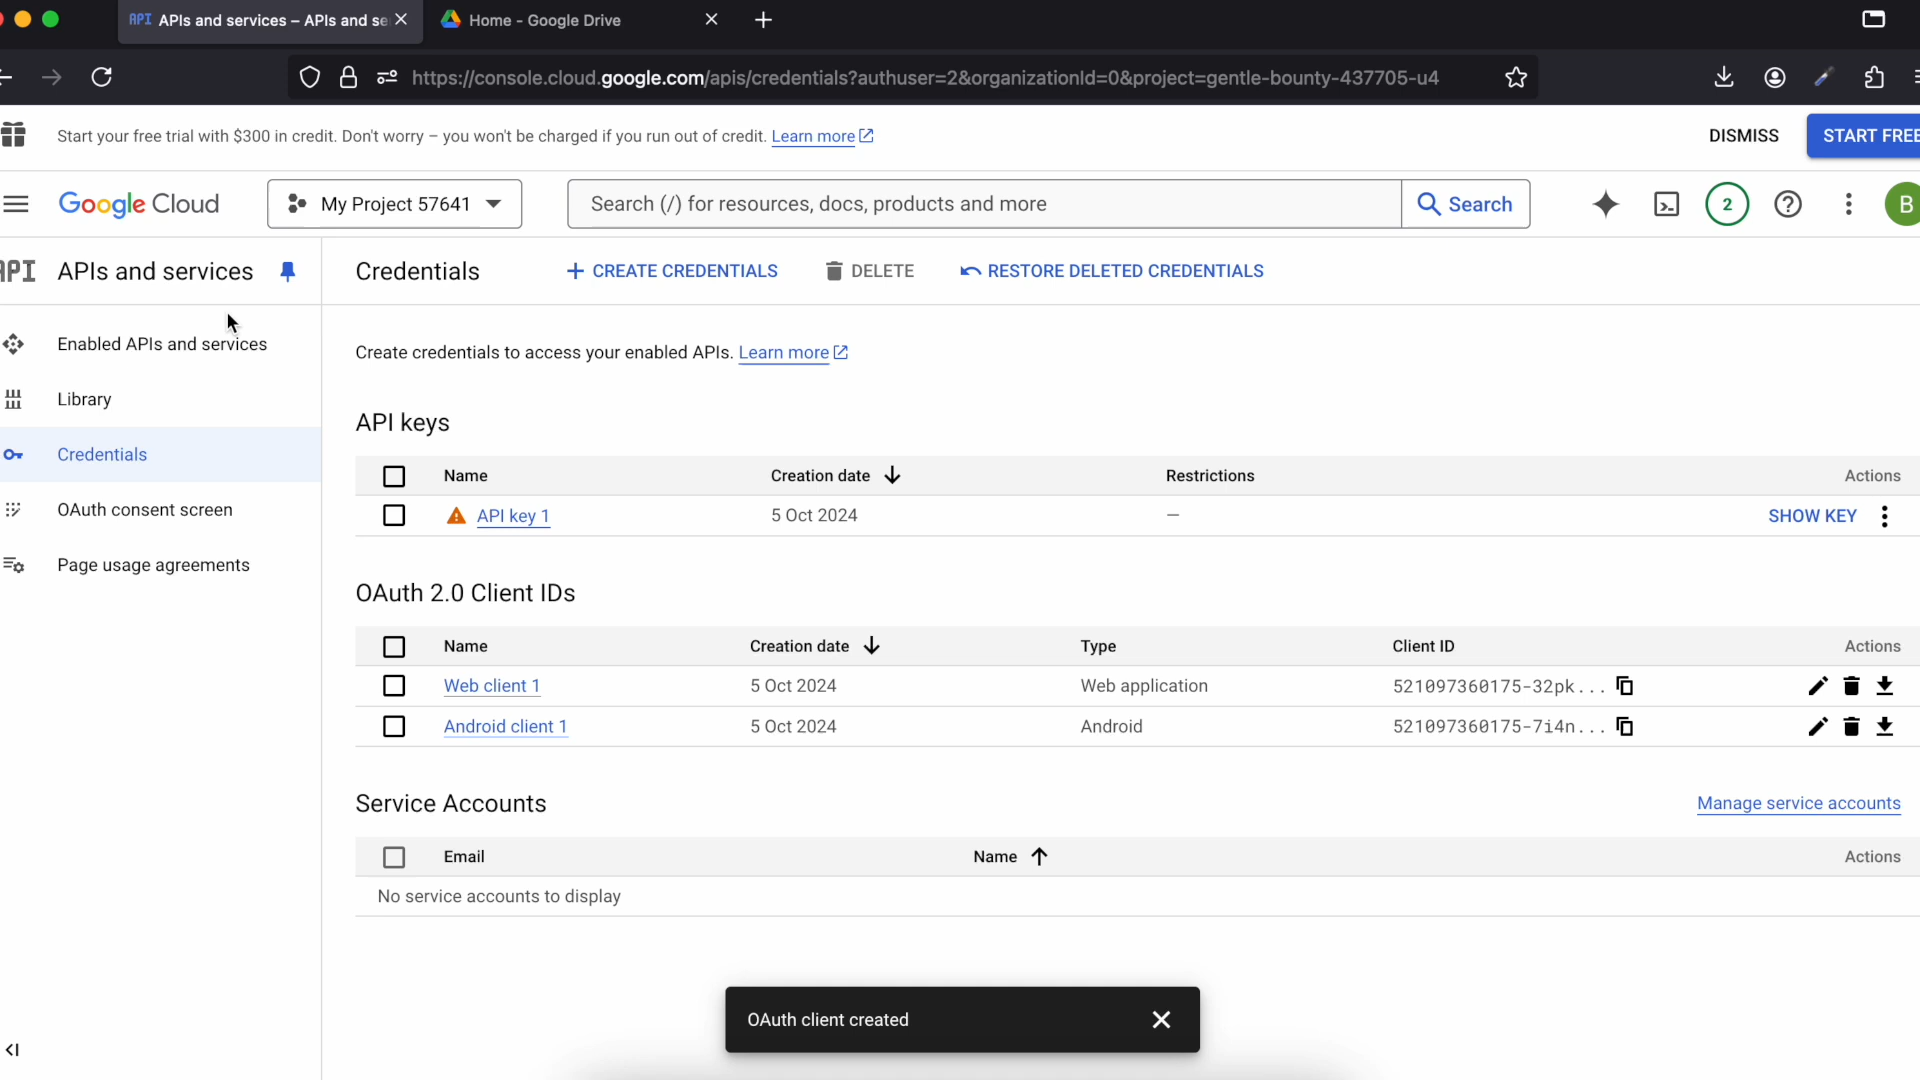 API APIs and services – APIs and se
Home - Google Drive
https://console.cloud.google.com/apis/credentials?authuser=2&organizationId=0&project=gentle-bounty-437705-u4
Start your free trial with $300 in credit. Don't worry – you won't be charged if you run out of credit. Learn more
DISMISS
START FREE
Google Cloud
My Project 57641
Search (/) for resources, docs, products and more
Search
2
B
API APIs and services
Credentials
CREATE CREDENTIALS
DELETE
RESTORE DELETED CREDENTIALS
Enabled APIs and services
Library
Credentials
OAuth consent screen
Page usage agreements
Create credentials to access your enabled APIs. Learn more
API keys
Name Creation date Restrictions Actions
API key 1 5 Oct 2024 – SHOW KEY
OAuth 2.0 Client IDs
Name Creation date Type Client ID Actions
Web client 1 5 Oct 2024 Web application 521097360175-32pk...
Android client 1 5 Oct 2024 Android 521097360175-7i4n...
Service Accounts
Manage service accounts
Email Name Actions
No service accounts to display
OAuth client created